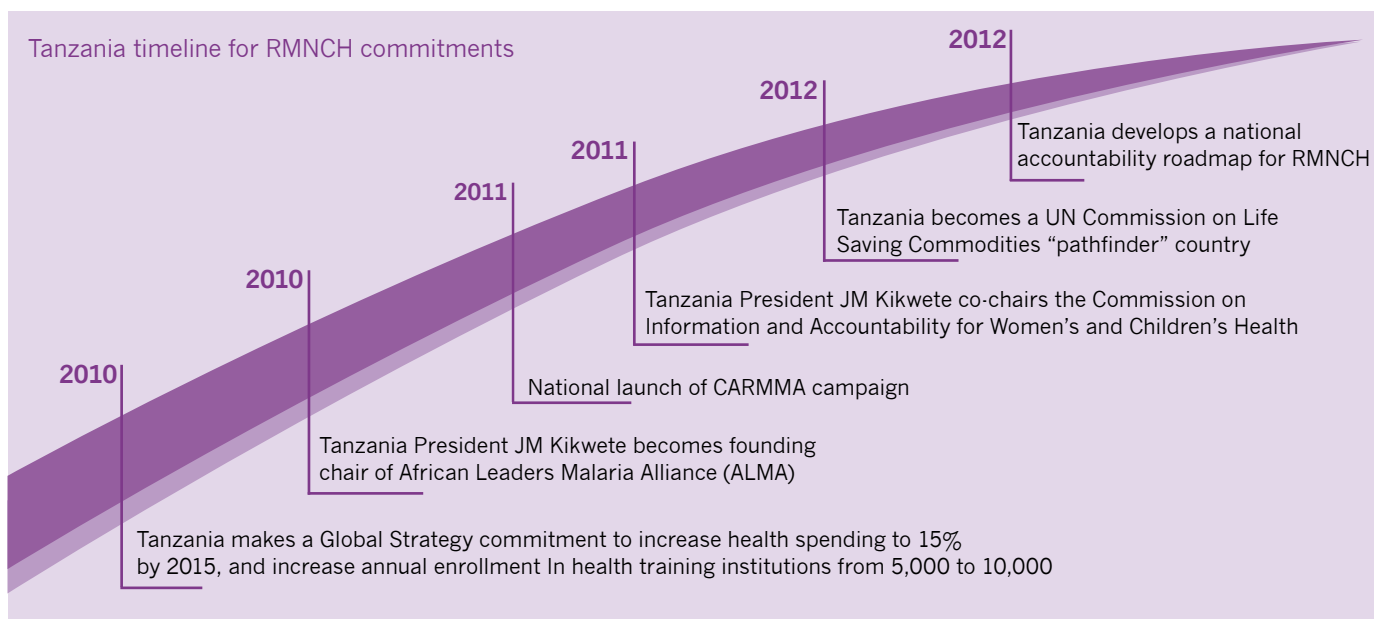 Tanzania timeline for RMNCH commitments
2010
Tanzania makes a Global Strategy commitment to increase health spending to 15%
by 2015, and increase annual enrollment In health training institutions from 5,000 to 10,000
2010
Tanzania President JM Kikwete becomes founding
chair of African Leaders Malaria Alliance (ALMA)
2011
National launch of CARMMA campaign
2011
Tanzania President JM Kikwete co-chairs the Commission on
Information and Accountability for Women’s and Children’s Health
2012
Tanzania becomes a UN Commission on Life
Saving Commodities “pathfinder” country
2012
Tanzania develops a national
accountability roadmap for RMNCH